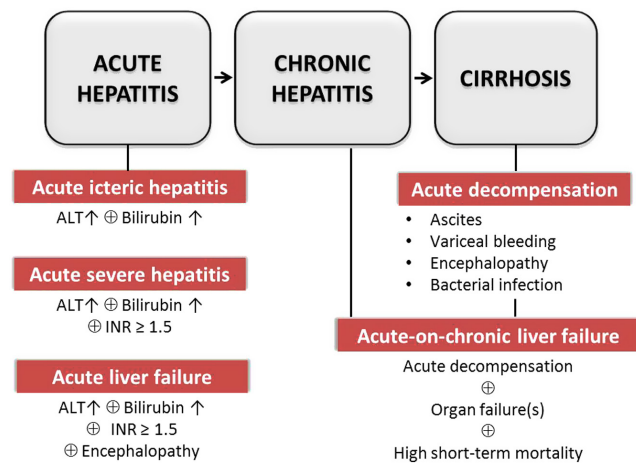 ACUTE
HEPATITIS
CHRONIC
HEPATITIS
CIRRHOSIS
Acute icteric hepatitis
ALT↑ ⊕ Bilirubin ↑
Acute severe hepatitis
ALT↑ ⊕ Bilirubin ↑
⊕ INR ≥ 1.5
Acute liver failure
ALT↑ ⊕ Bilirubin ↑
⊕ INR ≥ 1.5
⊕ Encephalopathy
Acute decompensation
• Ascites
• Variceal bleeding
• Encephalopathy
• Bacterial infection
Acute-on-chronic liver failure
Acute decompensation
⊕
Organ failure(s)
⊕
High short-term mortality